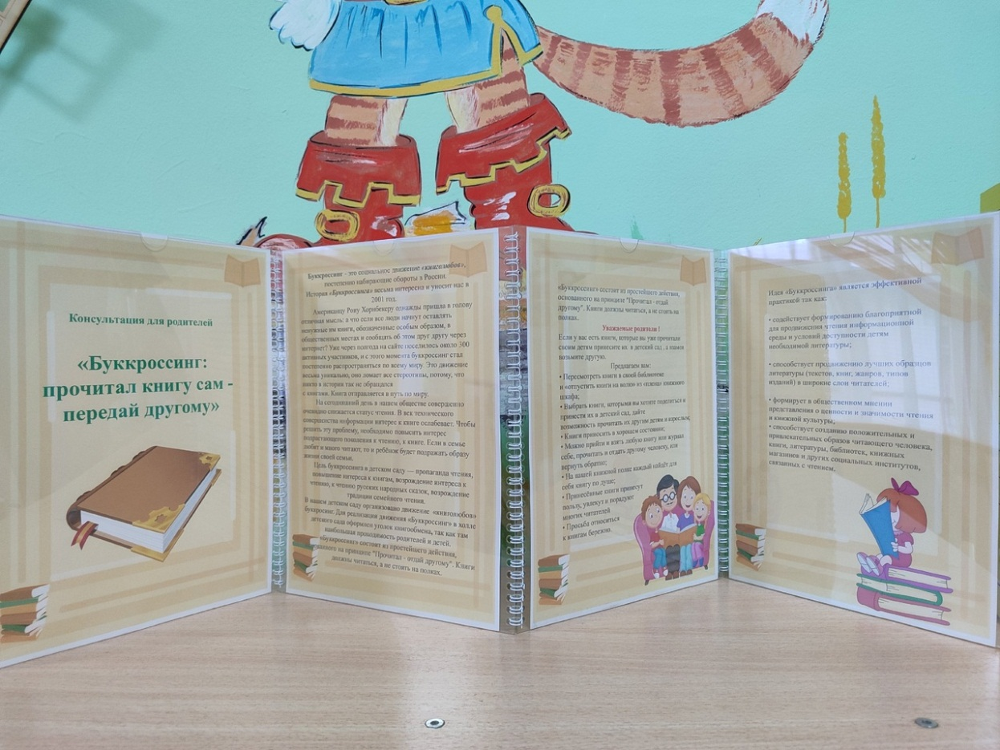 Консультация для родителей
«Буккроссинг:
прочитал книгу сам -
передай другому»
Буккроссинг - это социальное движение «книголюбов»,
постепенно набирающие обороты в России.
История «Буккроссинга» весьма интересна и уносит нас в
2001 год.
Американцу Рону Хорнбекеру однажды пришла в голову
отличная мысль: а что если все люди начнут оставлять
ненужные им книги, обозначенные особым образом, в
общественных местах и сообщать об этом друг другу через
интернет? Уже через полгода на сайте поселилось около 300
активных участников, и с этого момента буккроссинг стал
постепенно распространяться по всему миру. Это движение
весьма уникально, оно ломает все стереотипы, потому, что
никто в истории так не обращался
с книгами. Книга отправляется в путь по миру.
На сегодняшний день в нашем обществе совершенно
очевидно снижается статус чтения. В век технического
совершенства информации интерес к книге ослабевает. Чтобы
решить эту проблему, необходимо повысить интерес
подрастающего поколения к чтению, к книге. Если в семье
любят и много читают, то и ребёнок будет подражать образу
жизни своей семьи.
Цель буккроссинга в детском саду — пропаганда чтения,
повышение интереса к книгам, возрождение интереса к
чтению, к чтению русских народных сказок, возрождение
традиции семейного чтения.
В нашем детском саду организовано движение «книголюбов»
буккроссинг. Для реализации движения «Буккроссинг» в холле
детского сада оформлен уголок книгообмена, так как там
наибольшая проходимость родителей и детей.
«Буккроссинг» состоит из простейшего действия,
основанного на принципе "Прочитал - отдай другому". Книги
должны читаться, а не стоять на полках.
«Буккроссинг» состоит из простейшего действия,
основанного на принципе "Прочитал - отдай
другому". Книги должны читаться, а не стоять на
полках.
Уважаемые родители!
Если у вас есть книги, которые вы уже прочитали
своим детям принесите их в детский сад, а взамен
возьмите другую.
Предлагаем вам:
• Пересмотреть книги в своей библиотеке
и «отпустить книги на волю» из «плена» книжного
шкафа;
• Выбрать книги, которыми вы хотите поделиться и
принести их в детский сад, дайте
возможность прочитать их другим детям и взрослым;
• Книги приносить в хорошем состоянии;
• Можно прийти и взять любую книгу или журнал
себе, прочитать и отдать другому человеку, или
вернуть обратно;
• На нашей книжной полке каждый найдёт для
себя книгу по душе;
• Принесённые книги принесут
пользу, увлекут и порадуют
многих читателей
• Просьба относиться
к книгам бережно.
Идея «Буккроссинга» является эффективной
практикой так как:
• содействует формированию благоприятной
для продвижения чтения информационной
среды и условий доступности детям
необходимой литературы;
• способствует продвижению лучших образцов
литературы (текстов, книг, жанров, типов
изданий) в широкие слои читателей;
• формирует в общественном мнении
представления о ценности и значимости чтения
и книжной культуры;
• способствует созданию положительных и
привлекательных образов читающего человека,
книги, литературы, библиотек, книжных
магазинов и других социальных институтов,
связанных с чтением.